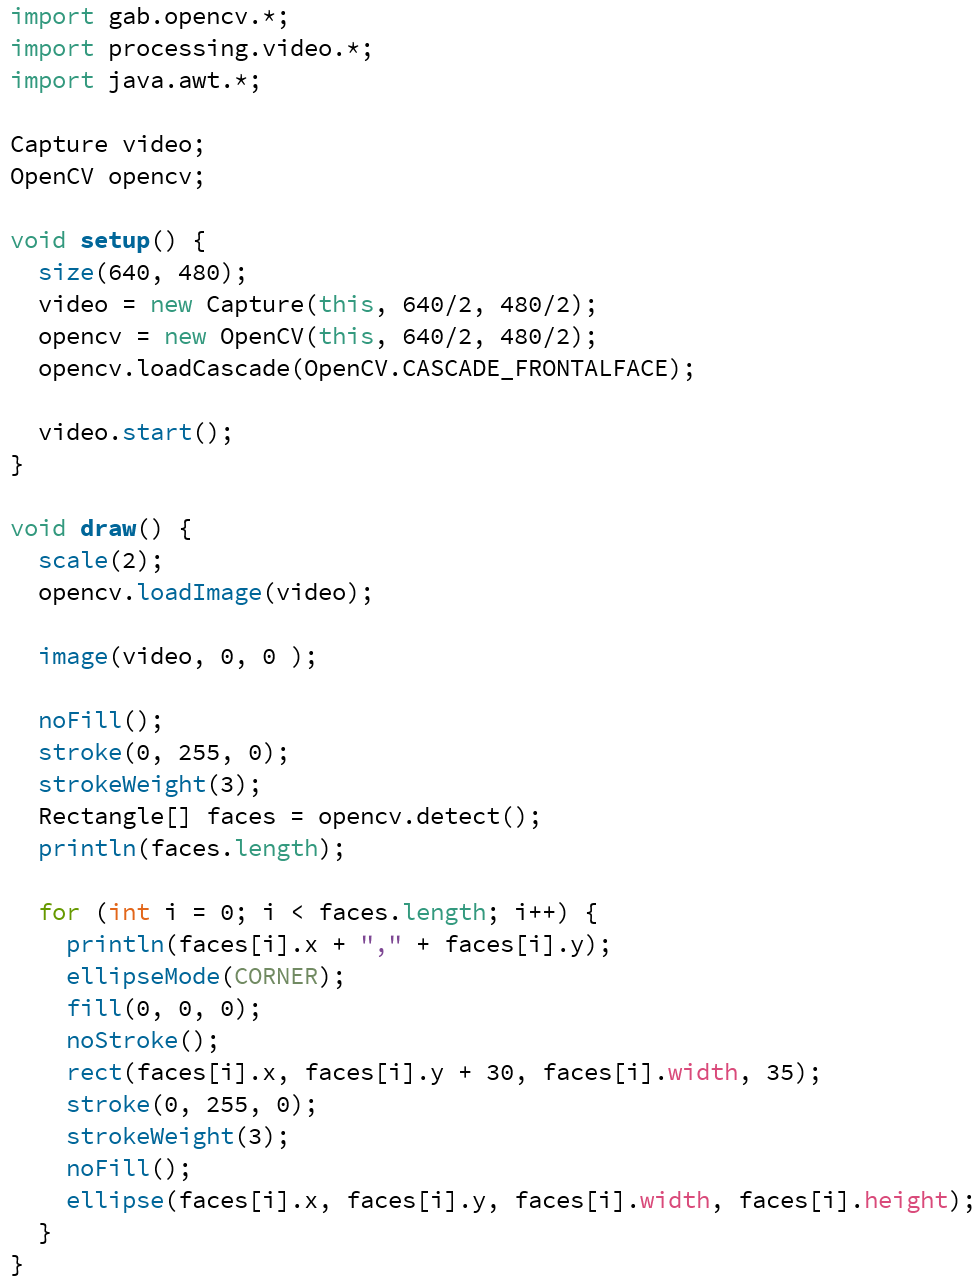 import gab.opencv.*;
import processing.video.*;
import java.awt.*;

Capture video;
OpenCV opencv;

void setup() {
  size(640, 480);
  video = new Capture(this, 640/2, 480/2);
  opencv = new OpenCV(this, 640/2, 480/2);
  opencv.loadCascade(OpenCV.CASCADE_FRONTALFACE);

  video.start();
}

void draw() {
  scale(2);
  opencv.loadImage(video);

  image(video, 0, 0 );

  noFill();
  stroke(0, 255, 0);
  strokeWeight(3);
  Rectangle[] faces = opencv.detect();
  println(faces.length);

  for (int i = 0; i < faces.length; i++) {
    println(faces[i].x + "," + faces[i].y);
    ellipseMode(CORNER);
    fill(0, 0, 0);
    noStroke();
    rect(faces[i].x, faces[i].y + 30, faces[i].width, 35);
    stroke(0, 255, 0);
    strokeWeight(3);
    noFill();
    ellipse(faces[i].x, faces[i].y, faces[i].width, faces[i].height);
  }
}